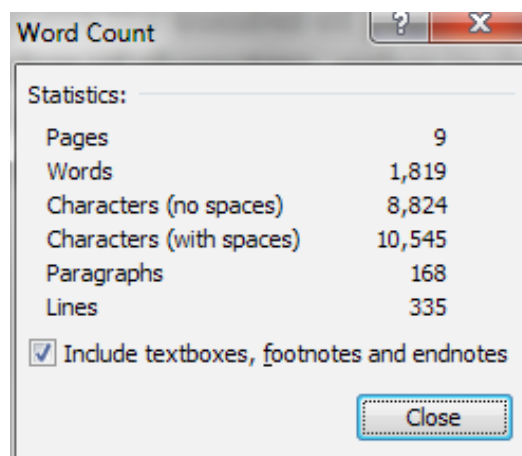 Word Count
? X
Statistics:
Pages 9
Words 1,819
Characters (no spaces) 8,824
Characters (with spaces) 10,545
Paragraphs 168
Lines 335
Include textboxes, footnotes and endnotes
Close